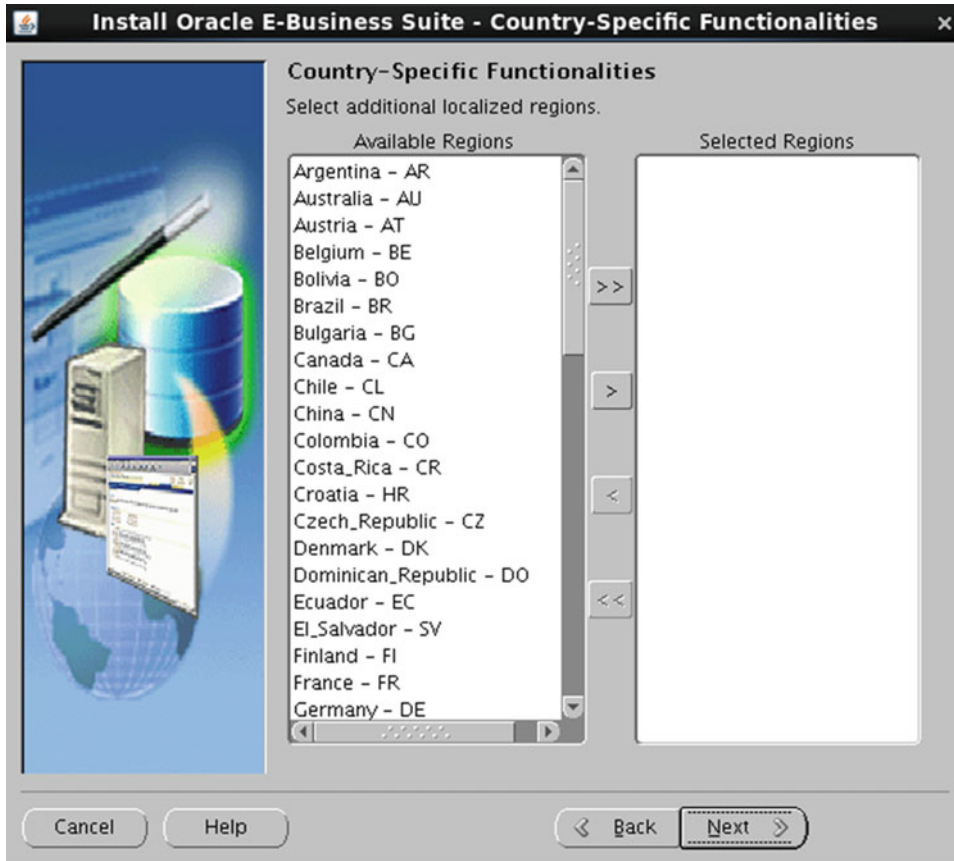 Install Oracle E-Business Suite - Country-Specific Functionalities
Country-Specific Functionalities
Select additional localized regions.
Available Regions
Selected Regions
Argentina - AR
Australia - AU
Austria - AT
Belgium - BE
Bolivia - BO
Brazil - BR
Bulgaria - BG
Canada - CA
Chile - CL
China - CN
Colombia - CO
Costa_Rica - CR
Croatia - HR
Czech_Republic - CZ
Denmark - DK
Dominican_Republic - DO
Ecuador - EC
El_Salvador - SV
Finland - FI
France - FR
Germany - DE
>>
>
<
<<
Cancel
Help
Back
Next